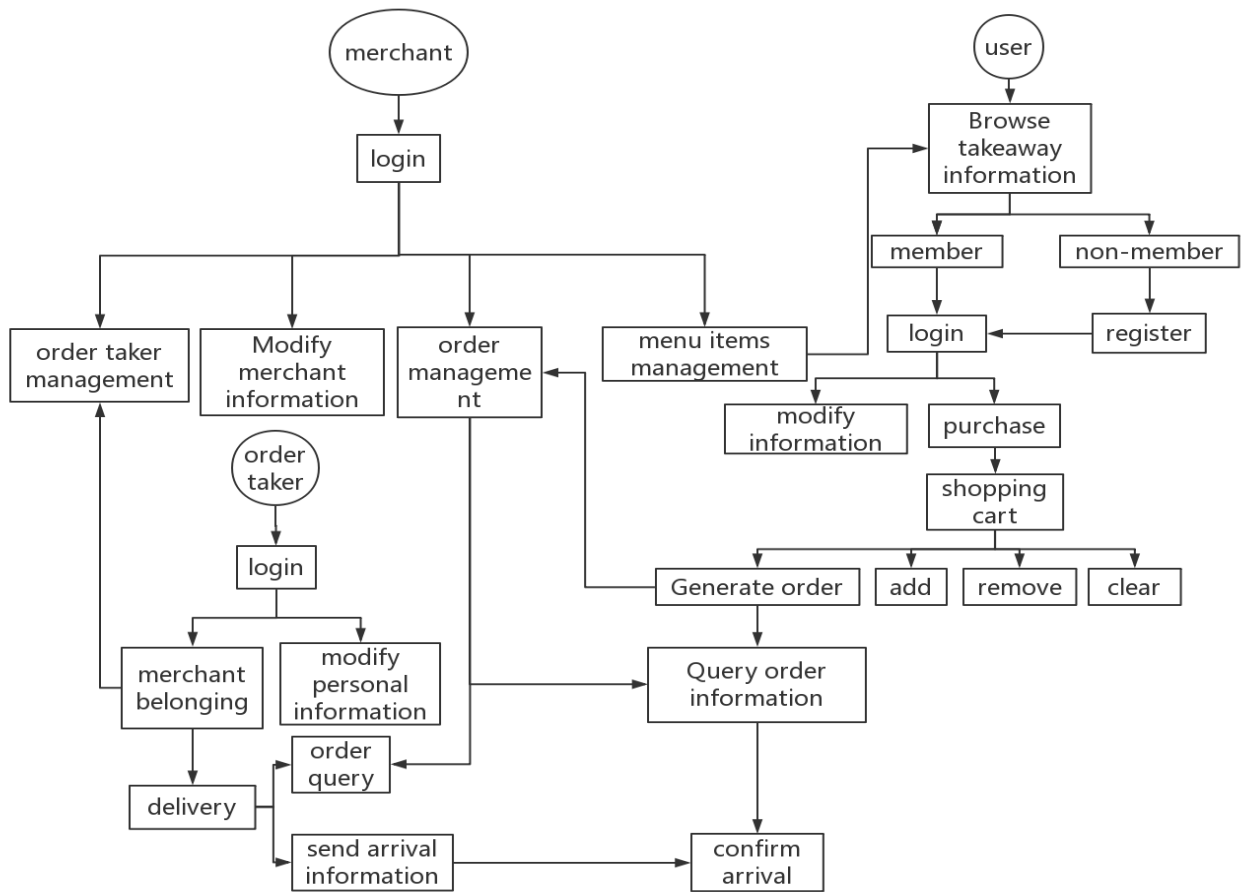 merchant
user
login
Browse
takeaway
information
member
non-member
order taker
management
Modify
merchant
information
order
manageme
nt
menu items
management
login
register
modify
information
purchase
order
taker
shopping
cart
login
Generate order
add
remove
clear
merchant
belonging
modify
personal
information
Query order
information
order
query
delivery
send arrival
information
confirm
arrival